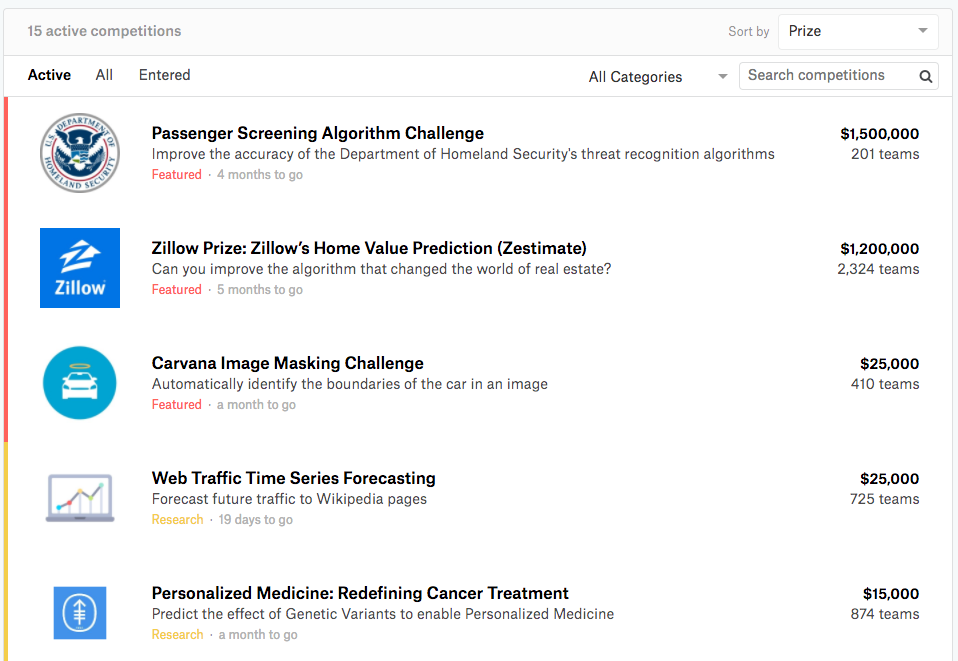 15 active competitions
Sort by Prize
Active All Entered All Categories Search competitions
U.S. DEPARTMENT OF HOMELAND SECURITY
Passenger Screening Algorithm Challenge $1,500,000
Improve the accuracy of the Department of Homeland Security's threat recognition algorithms 201 teams
Featured · 4 months to go
Zillow
Zillow Prize: Zillow’s Home Value Prediction (Zestimate) $1,200,000
Can you improve the algorithm that changed the world of real estate? 2,324 teams
Featured · 5 months to go
Carvana Image Masking Challenge $25,000
Automatically identify the boundaries of the car in an image 410 teams
Featured · a month to go
Web Traffic Time Series Forecasting $25,000
Forecast future traffic to Wikipedia pages 725 teams
Research · 19 days to go
Personalized Medicine: Redefining Cancer Treatment $15,000
Predict the effect of Genetic Variants to enable Personalized Medicine 874 teams
Research · a month to go